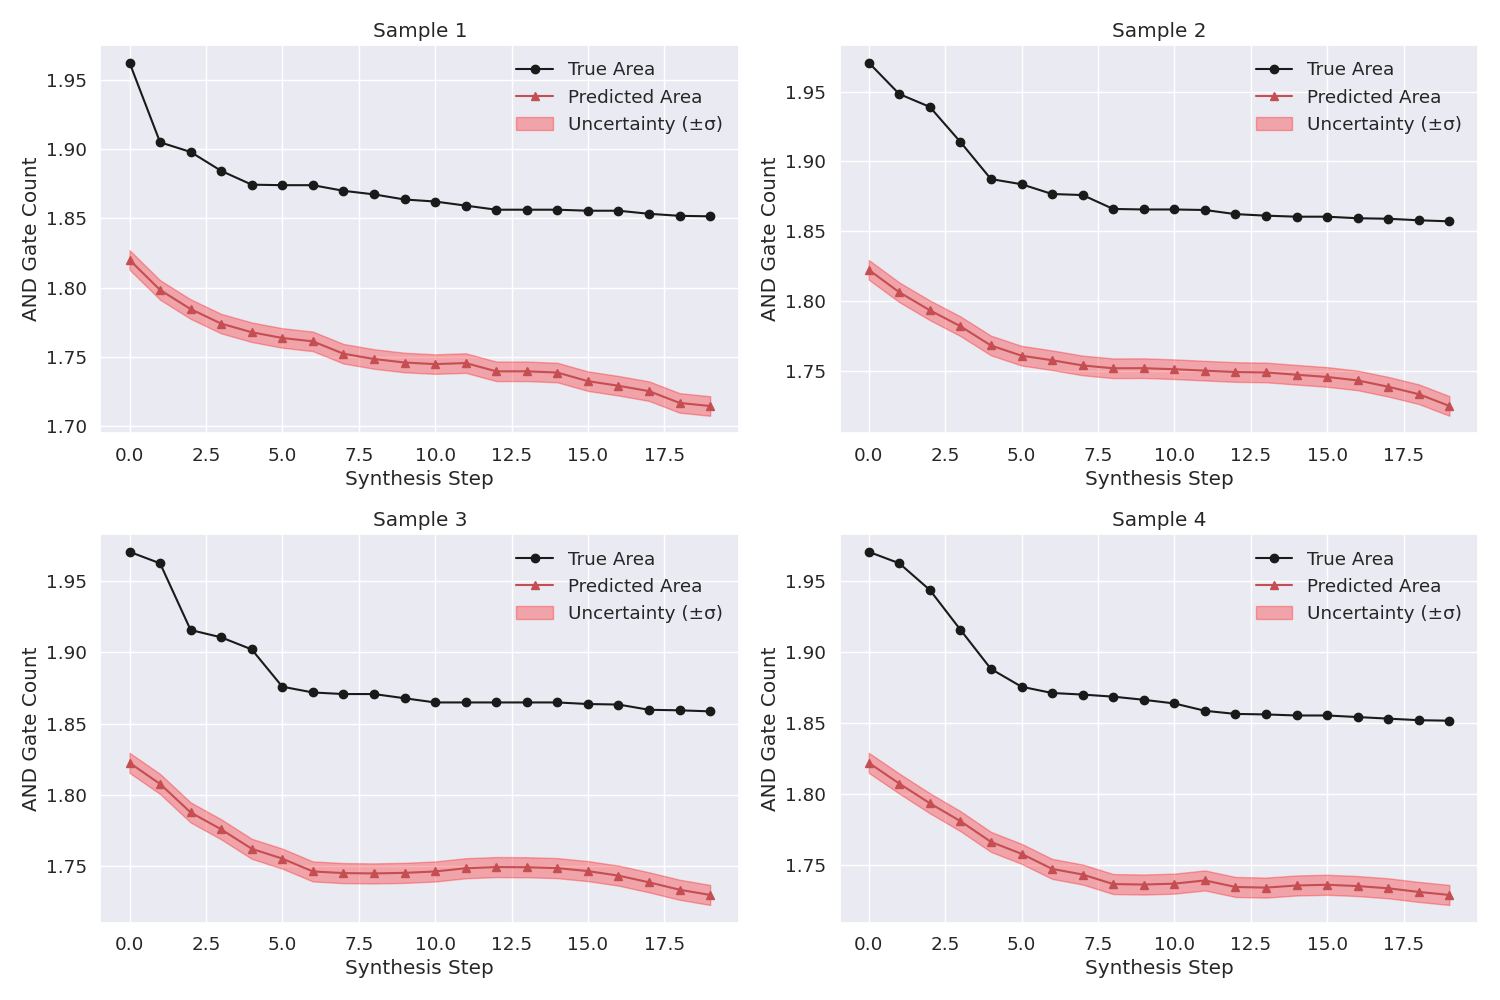 Sample 1
AND Gate Count
1.95
1.90
1.85
1.80
1.75
1.70
True Area
Predicted Area
Uncertainty (±σ)
0.0 2.5 5.0 7.5 10.0 12.5 15.0 17.5
Synthesis Step
Sample 2
AND Gate Count
1.95
1.90
1.85
1.80
1.75
True Area
Predicted Area
Uncertainty (±σ)
0.0 2.5 5.0 7.5 10.0 12.5 15.0 17.5
Synthesis Step
Sample 3
AND Gate Count
1.95
1.90
1.85
1.80
1.75
True Area
Predicted Area
Uncertainty (±σ)
0.0 2.5 5.0 7.5 10.0 12.5 15.0 17.5
Synthesis Step
Sample 4
AND Gate Count
1.95
1.90
1.85
1.80
1.75
True Area
Predicted Area
Uncertainty (±σ)
0.0 2.5 5.0 7.5 10.0 12.5 15.0 17.5
Synthesis Step